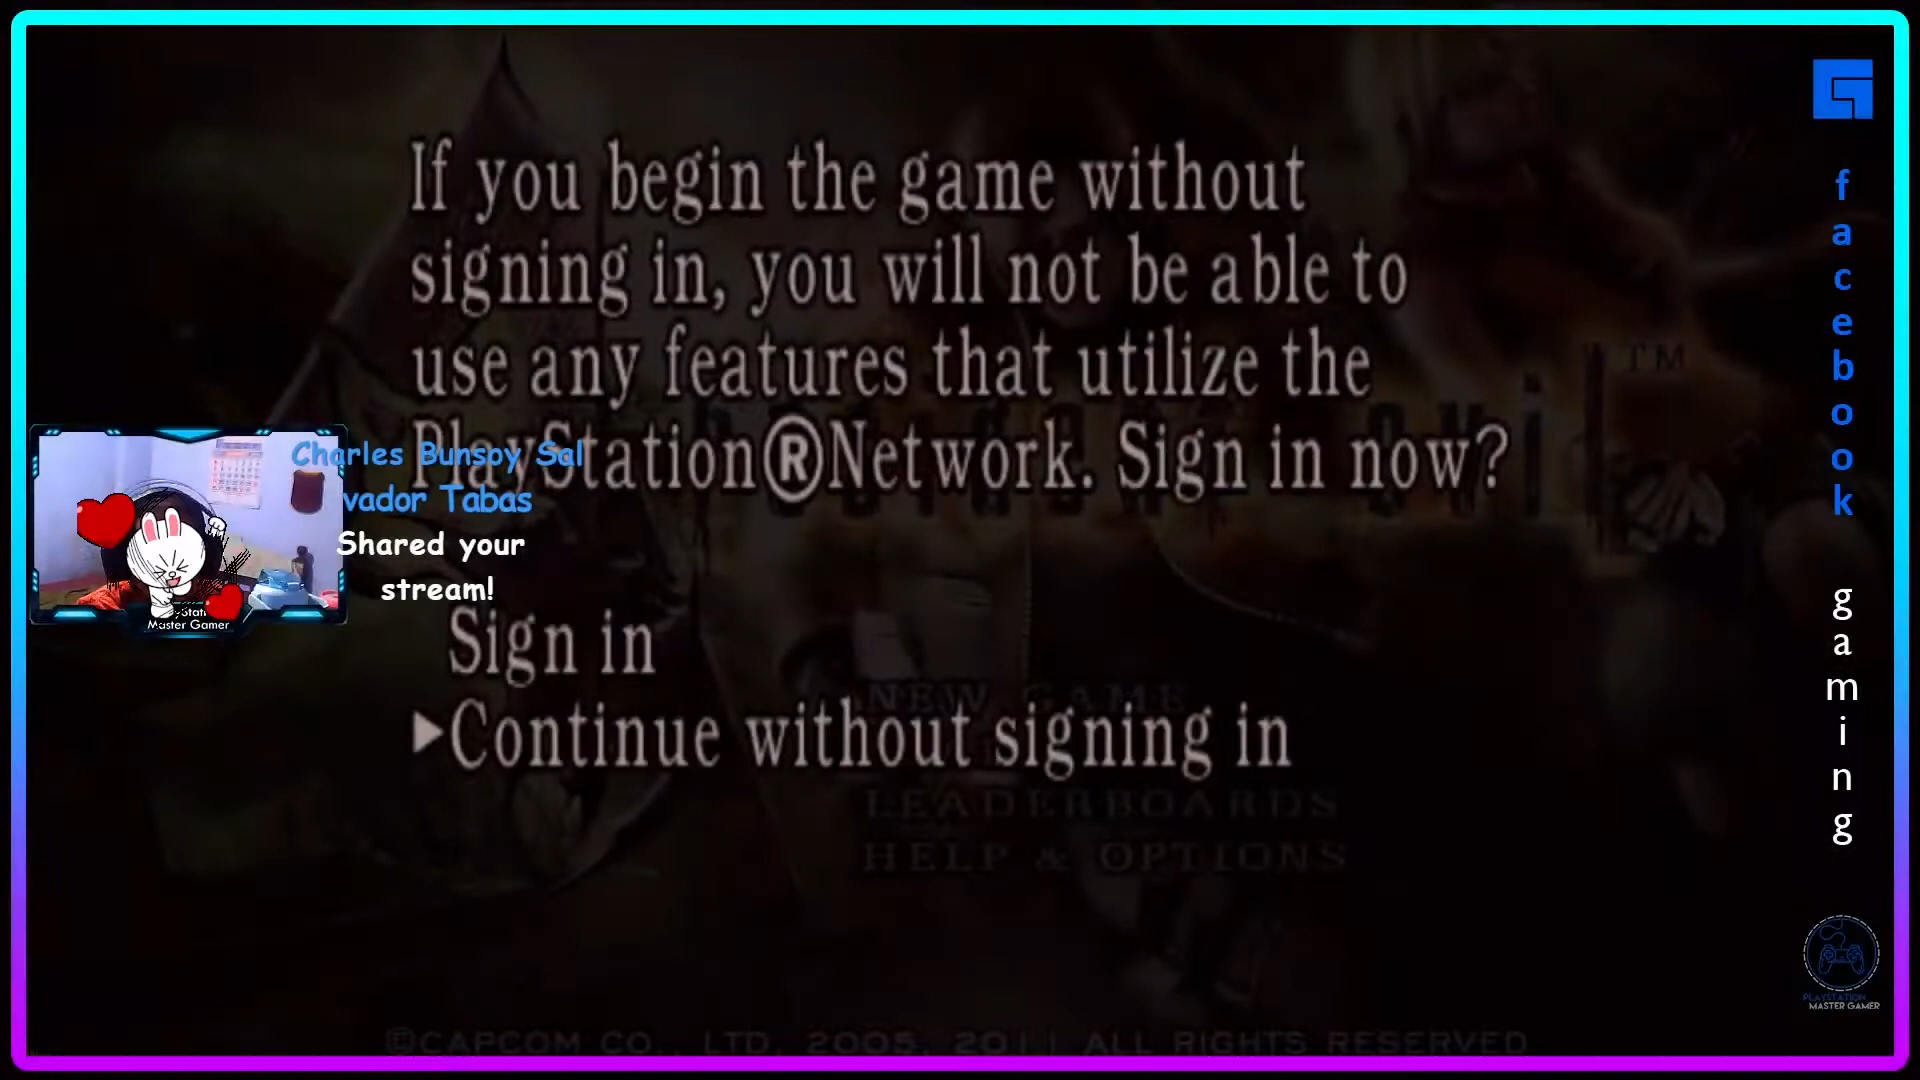 If you begin the game without
signing in, you will not be able to
use any features that utilize the
PlayStation®Network. Sign in now?
Sign in
▶Continue without signing in
Charles Bunsoy Sal
vador Tabas
Shared your
stream!
Master Gamer
TM
NEW GAME
LEADERBOARDS
HELP & OPTIONS
©CAPCOM CO., LTD. 2005, 2011 ALL RIGHTS RESERVED
facebook
gaming
PLAYSTATION
MASTER GAMER